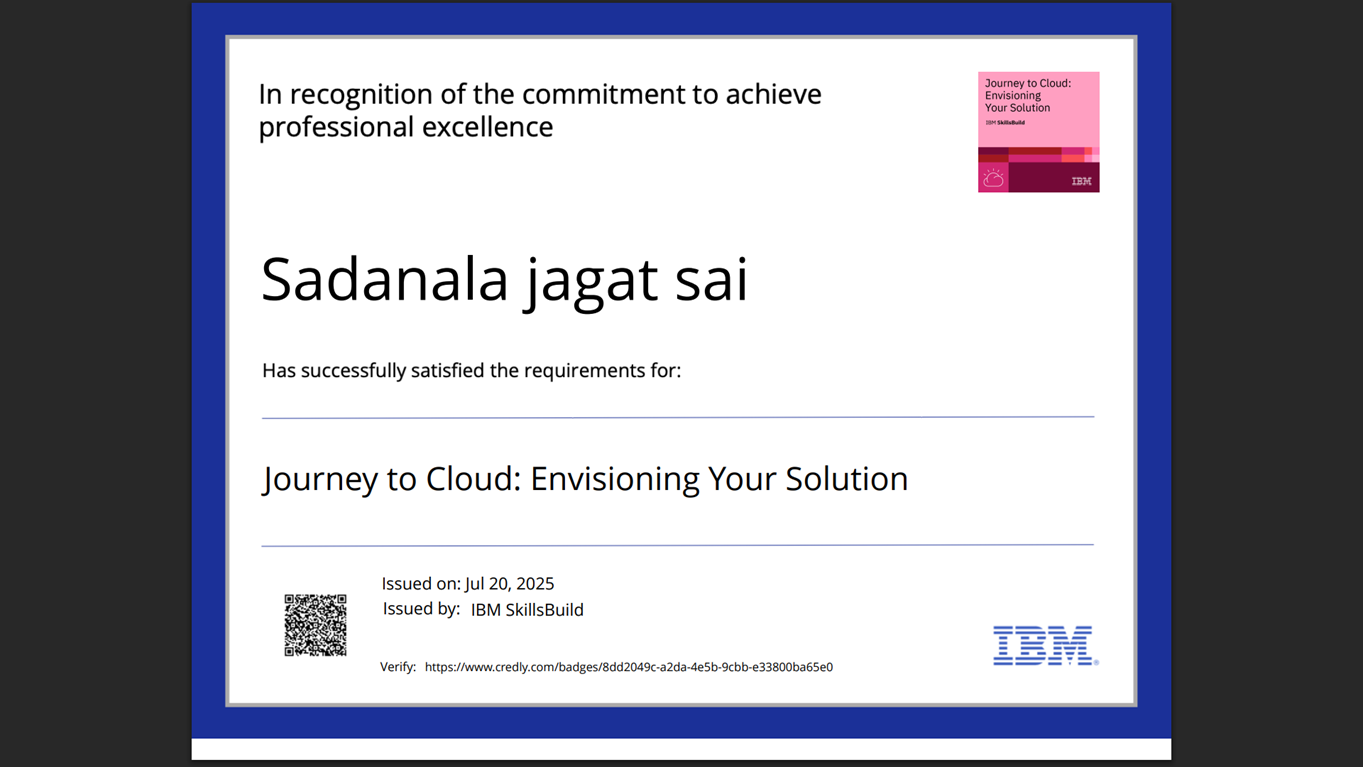 In recognition of the commitment to achieve
professional excellence
Journey to Cloud:
Envisioning
Your Solution
IBM SkillsBuild
IBM
Sadanala jagat sai
Has successfully satisfied the requirements for:
Journey to Cloud: Envisioning Your Solution
Issued on: Jul 20, 2025
Issued by: IBM SkillsBuild
Verify: https://www.credly.com/badges/8dd2049c-a2da-4e5b-9cbb-e33800ba65e0
IBM®